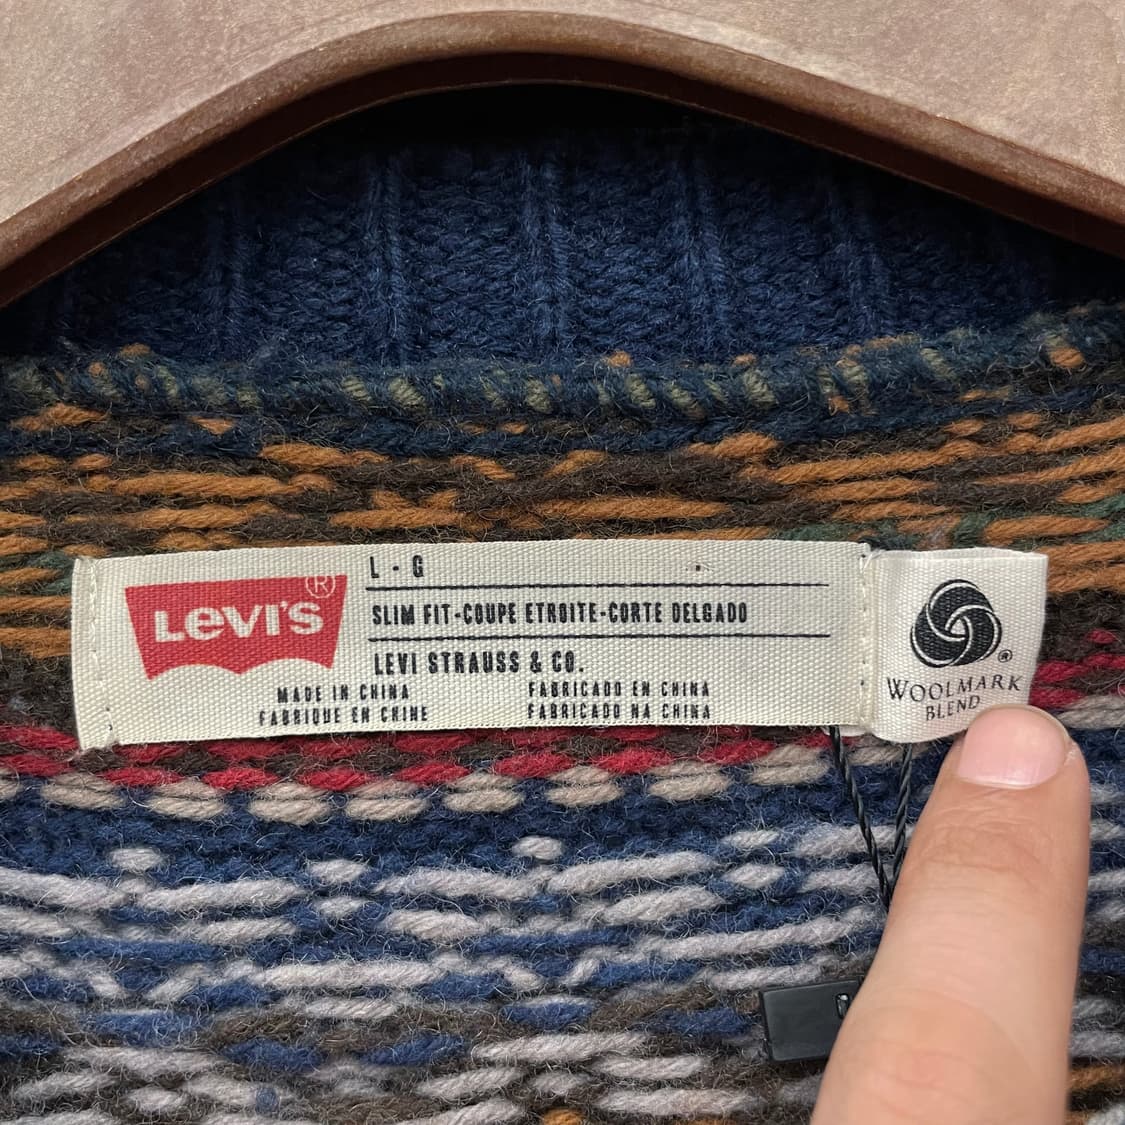 LEVI'S ®
L - G
SLIM FIT-COUPE ETROITE-CORTE DELGADO
LEVI STRAUSS & CO.
MADE IN CHINA
FABRIQUE EN CHINE
FABRICADO EN CHINA
FABRICADO NA CHINA
®
WOOLMARK
BLEND